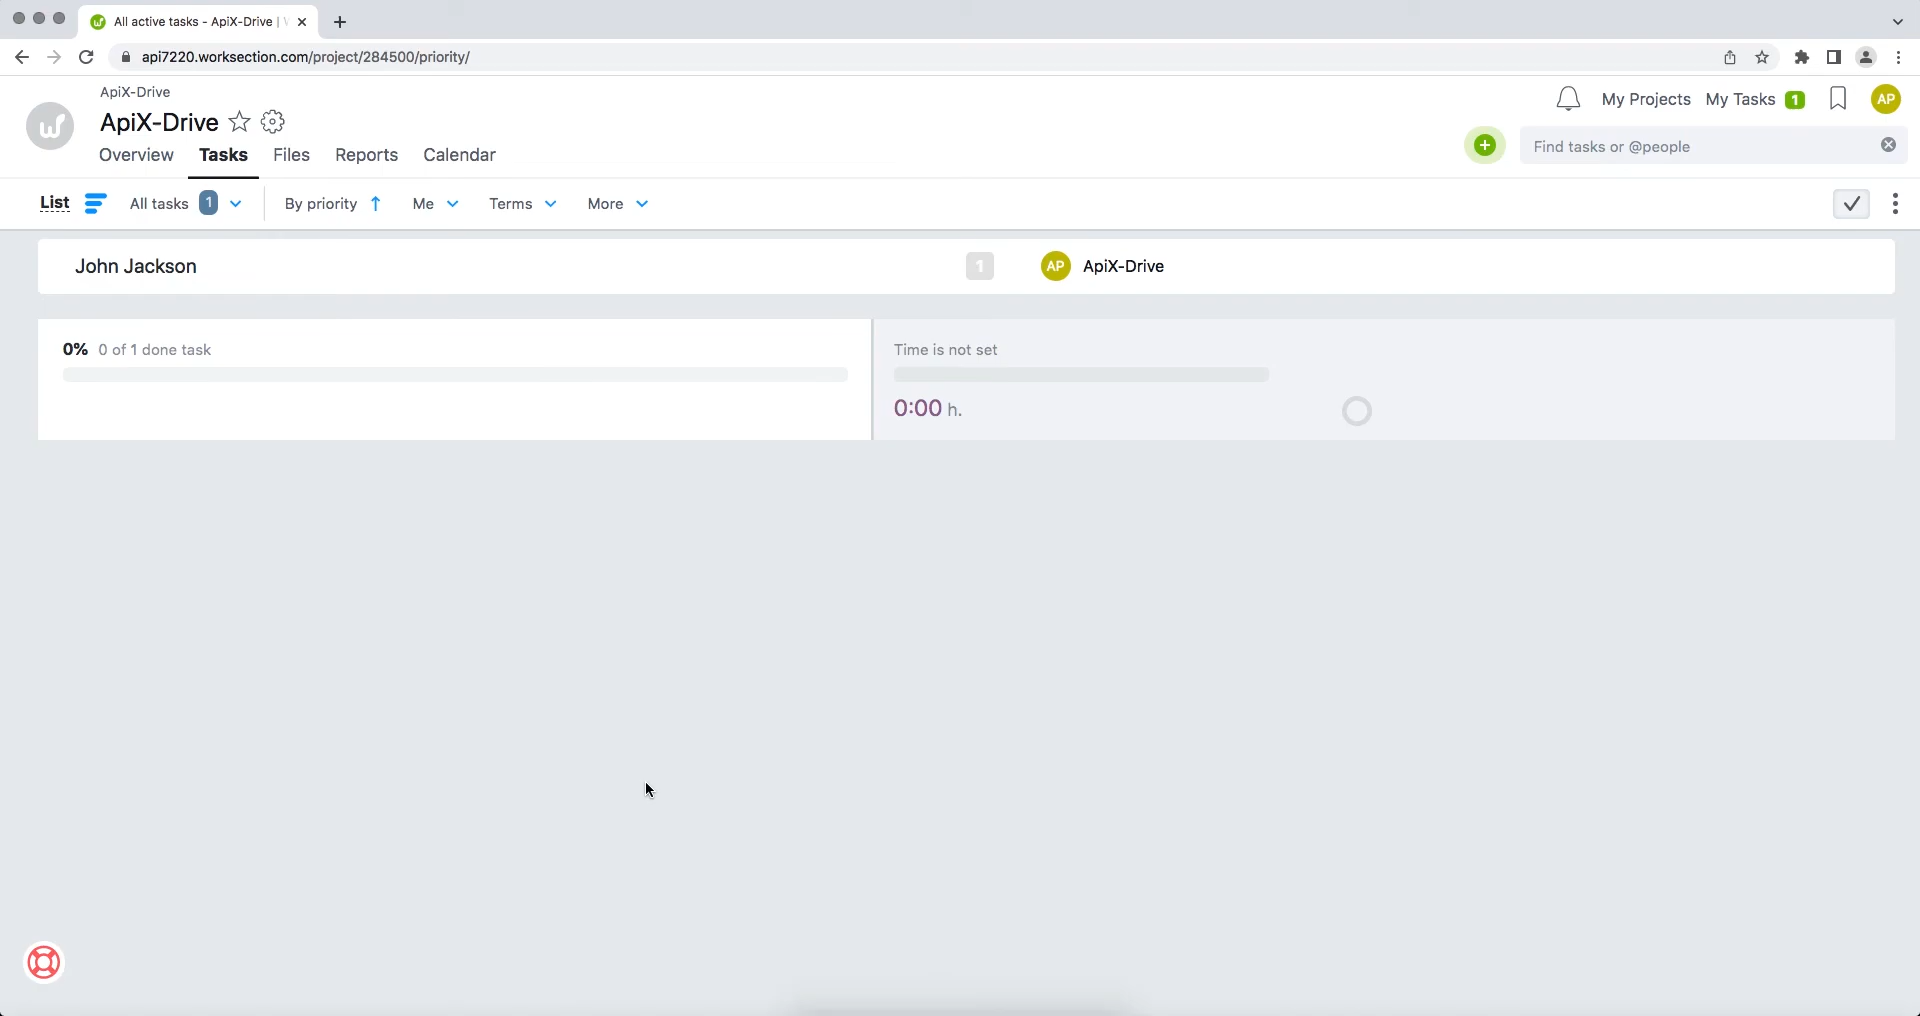 All active tasks - ApiX-Drive |
api7220.worksection.com/project/284500/priority/
ApiX-Drive
ApiX-Drive
My Projects My Tasks 1 AP
Overview Tasks Files Reports Calendar
Find tasks or @people
List All tasks 1 By priority Me Terms More
John Jackson 1 AP ApiX-Drive
0% 0 of 1 done task Time is not set
0:00 h.